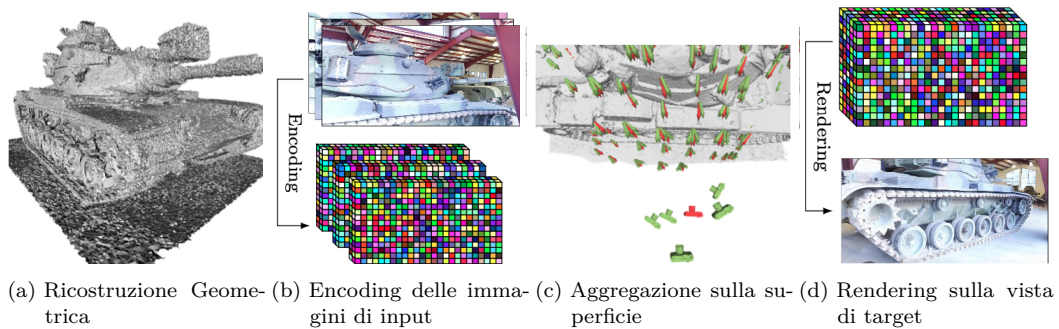 Encoding
Rendering
(a) Ricostruzione Geome-
trica
(b) Encoding delle imma-
gini di input
(c) Aggregazione sulla su-
perficie
(d) Rendering sulla vista
di target